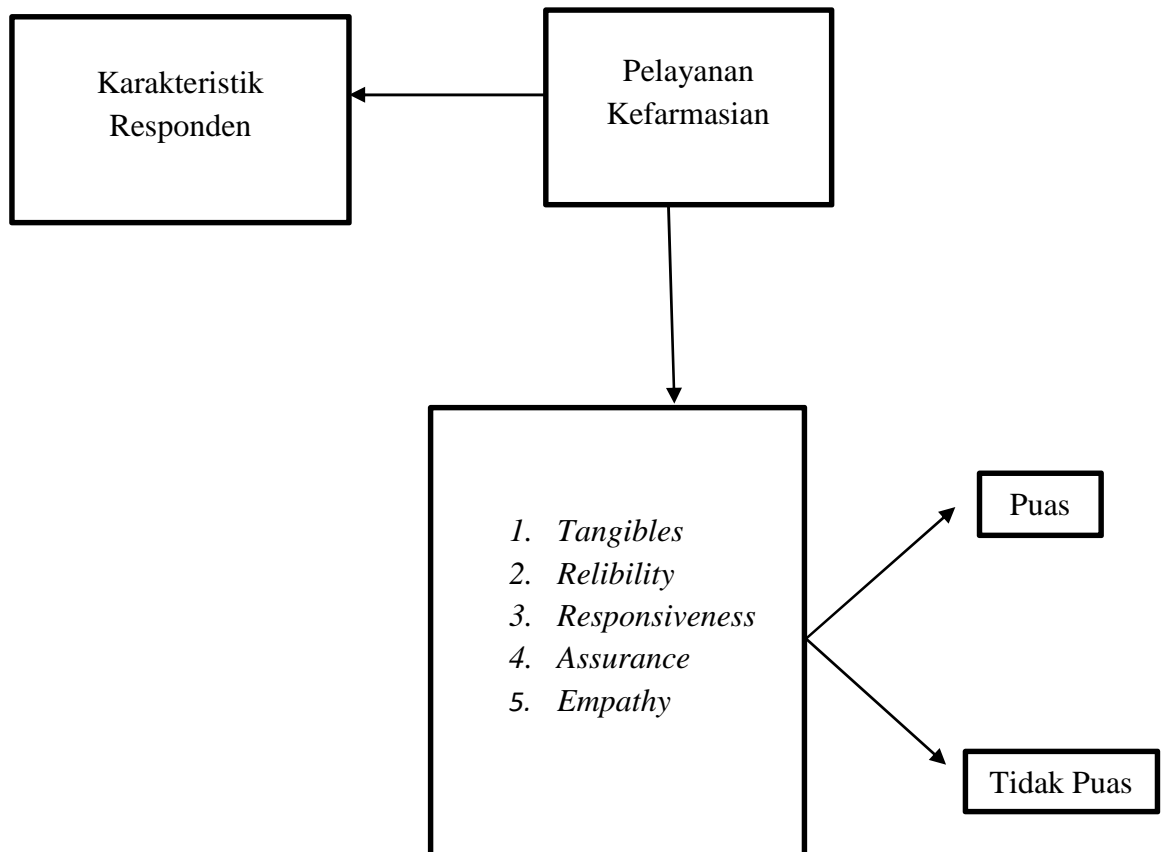 Karakteristik
Responden
Pelayanan
Kefarmasian
1. Tangibles
2. Relibility
3. Responsiveness
4. Assurance
5. Empathy
Puas
Tidak Puas